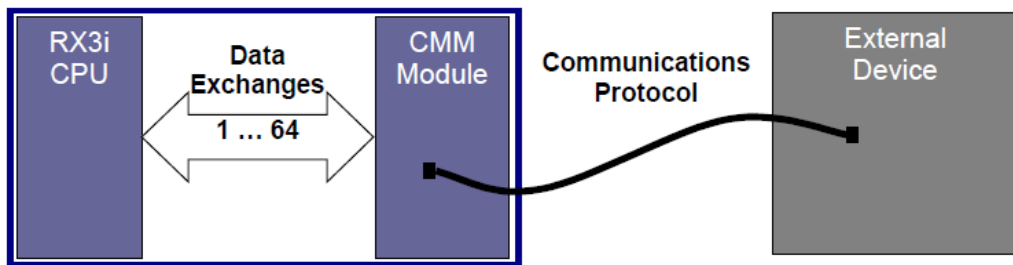 RX3i
CPU
Data
Exchanges
1 ... 64
CMM
Module
Communications
Protocol
External
Device